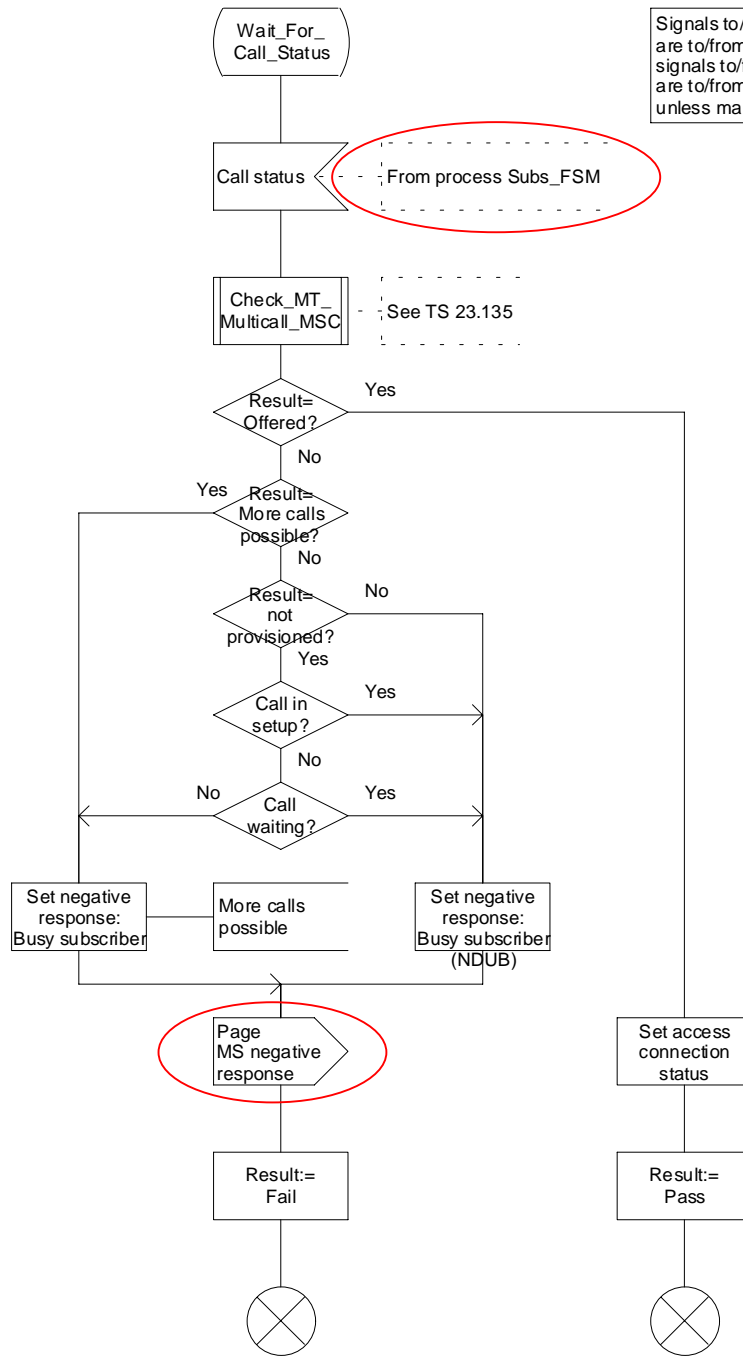 Wait_For_
Call_Status
Signals to/
are to/from
signals to/
are to/from
unless ma
Call status
From process Subs_FSM
Check_MT_
Multicall_MSC
See TS 23.135
Result=
Offered?
Yes
No
Yes
Result=
More calls
possible?
No
Result=
not
provisioned?
No
Yes
Call in
setup?
Yes
No
No
Call
waiting?
Yes
Set negative
response:
Busy subscriber
More calls
possible
Set negative
response:
Busy subscriber
(NDUB)
Page
MS negative
response
Set access
connection
status
Result:=
Fail
Result:=
Pass